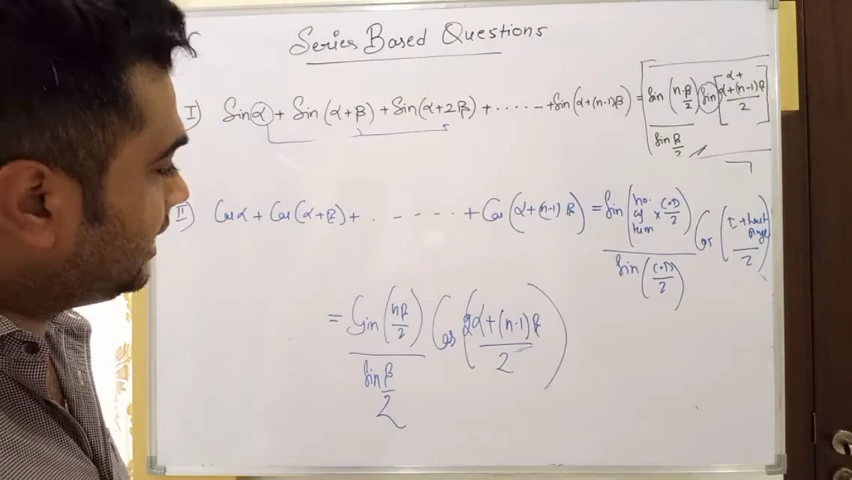 Series Based Questions
I) Sin α + Sin (α+β) + Sin(α+2β) + ...... + Sin(α+(n-1)β) = [Sin (n·β/2) Sin [α+α+(n-1)β/2] / Sin β/2]
II) Cos α + Cos (α+β) + ------ + Cos (α+(n-1)β) = Sin (no. of term × C.D/2) / Sin (C.D/2) Cos (I + last angle / 2)
= Sin (nβ/2) / Sin β/2 Cos (2α+(n-1)β / 2)